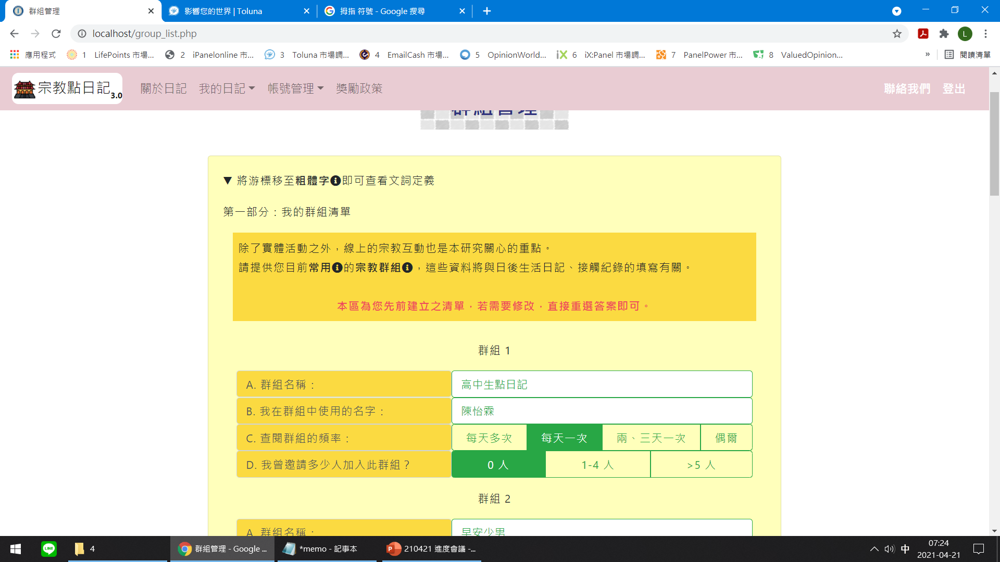 群組管理
影響您的世界 | Toluna
拇指 符號 - Google 搜尋
localhost/group_list.php
L
應用程式
1 LifePoints 市場...
2 iPanelonline 市...
3 Toluna 市場調...
4 EmailCash 市場...
5 OpinionWorld...
6 iX:Panel 市場調...
7 PanelPower 市...
8 ValuedOpinion...
»
閱讀清單
宗教點日記3.0
關於日記
我的日記
帳號管理
獎勵政策
聯絡我們
登出
群組管理
▼ 將游標移至粗體字即可查看文詞定義
第一部分：我的群組清單
除了實體活動之外，線上的宗教互動也是本研究關心的重點。
請提供您目前常用的宗教群組，這些資料將與日後生活日記、接觸紀錄的填寫有關。
本區為您先前建立之清單，若需要修改，直接重選答案即可。
群組 1
A. 群組名稱：
高中生點日記
B. 我在群組中使用的名字：
陳怡霖
C. 查閱群組的頻率：
每天多次
每天一次
兩、三天一次
偶爾
D. 我曾邀請多少人加入此群組？
0 人
1-4 人
>5 人
群組 2
A. 群組名稱：
早安少男
4
群組管理 - Google ...
*memo - 記事本
210421 進度會議 -...
中
07:24
2021-04-21